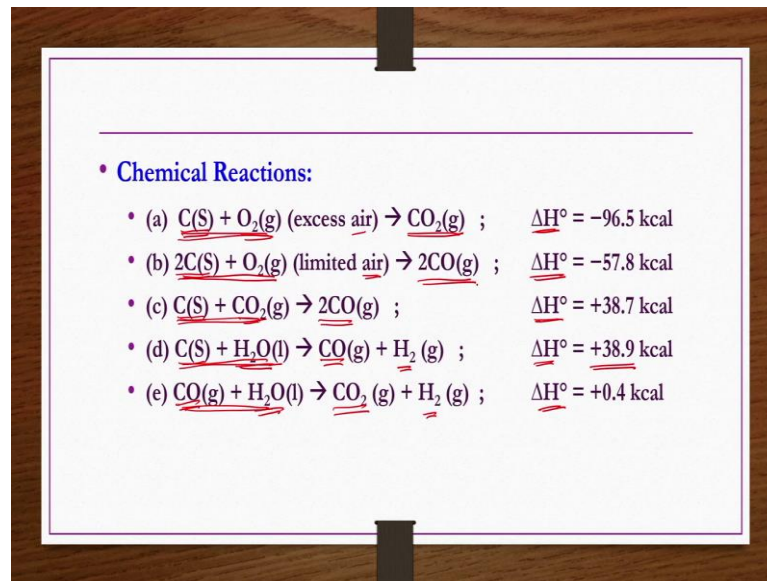 • Chemical Reactions:
• (a) C(S) + O₂(g) (excess air) → CO₂(g) ; ΔH° = −96.5 kcal
• (b) 2C(S) + O₂(g) (limited air) → 2CO(g) ; ΔH° = −57.8 kcal
• (c) C(S) + CO₂(g) → 2CO(g) ; ΔH° = +38.7 kcal
• (d) C(S) + H₂O(l) → CO(g) + H₂ (g) ; ΔH° = +38.9 kcal
• (e) CO(g) + H₂O(l) → CO₂ (g) + H₂ (g) ; ΔH° = +0.4 kcal